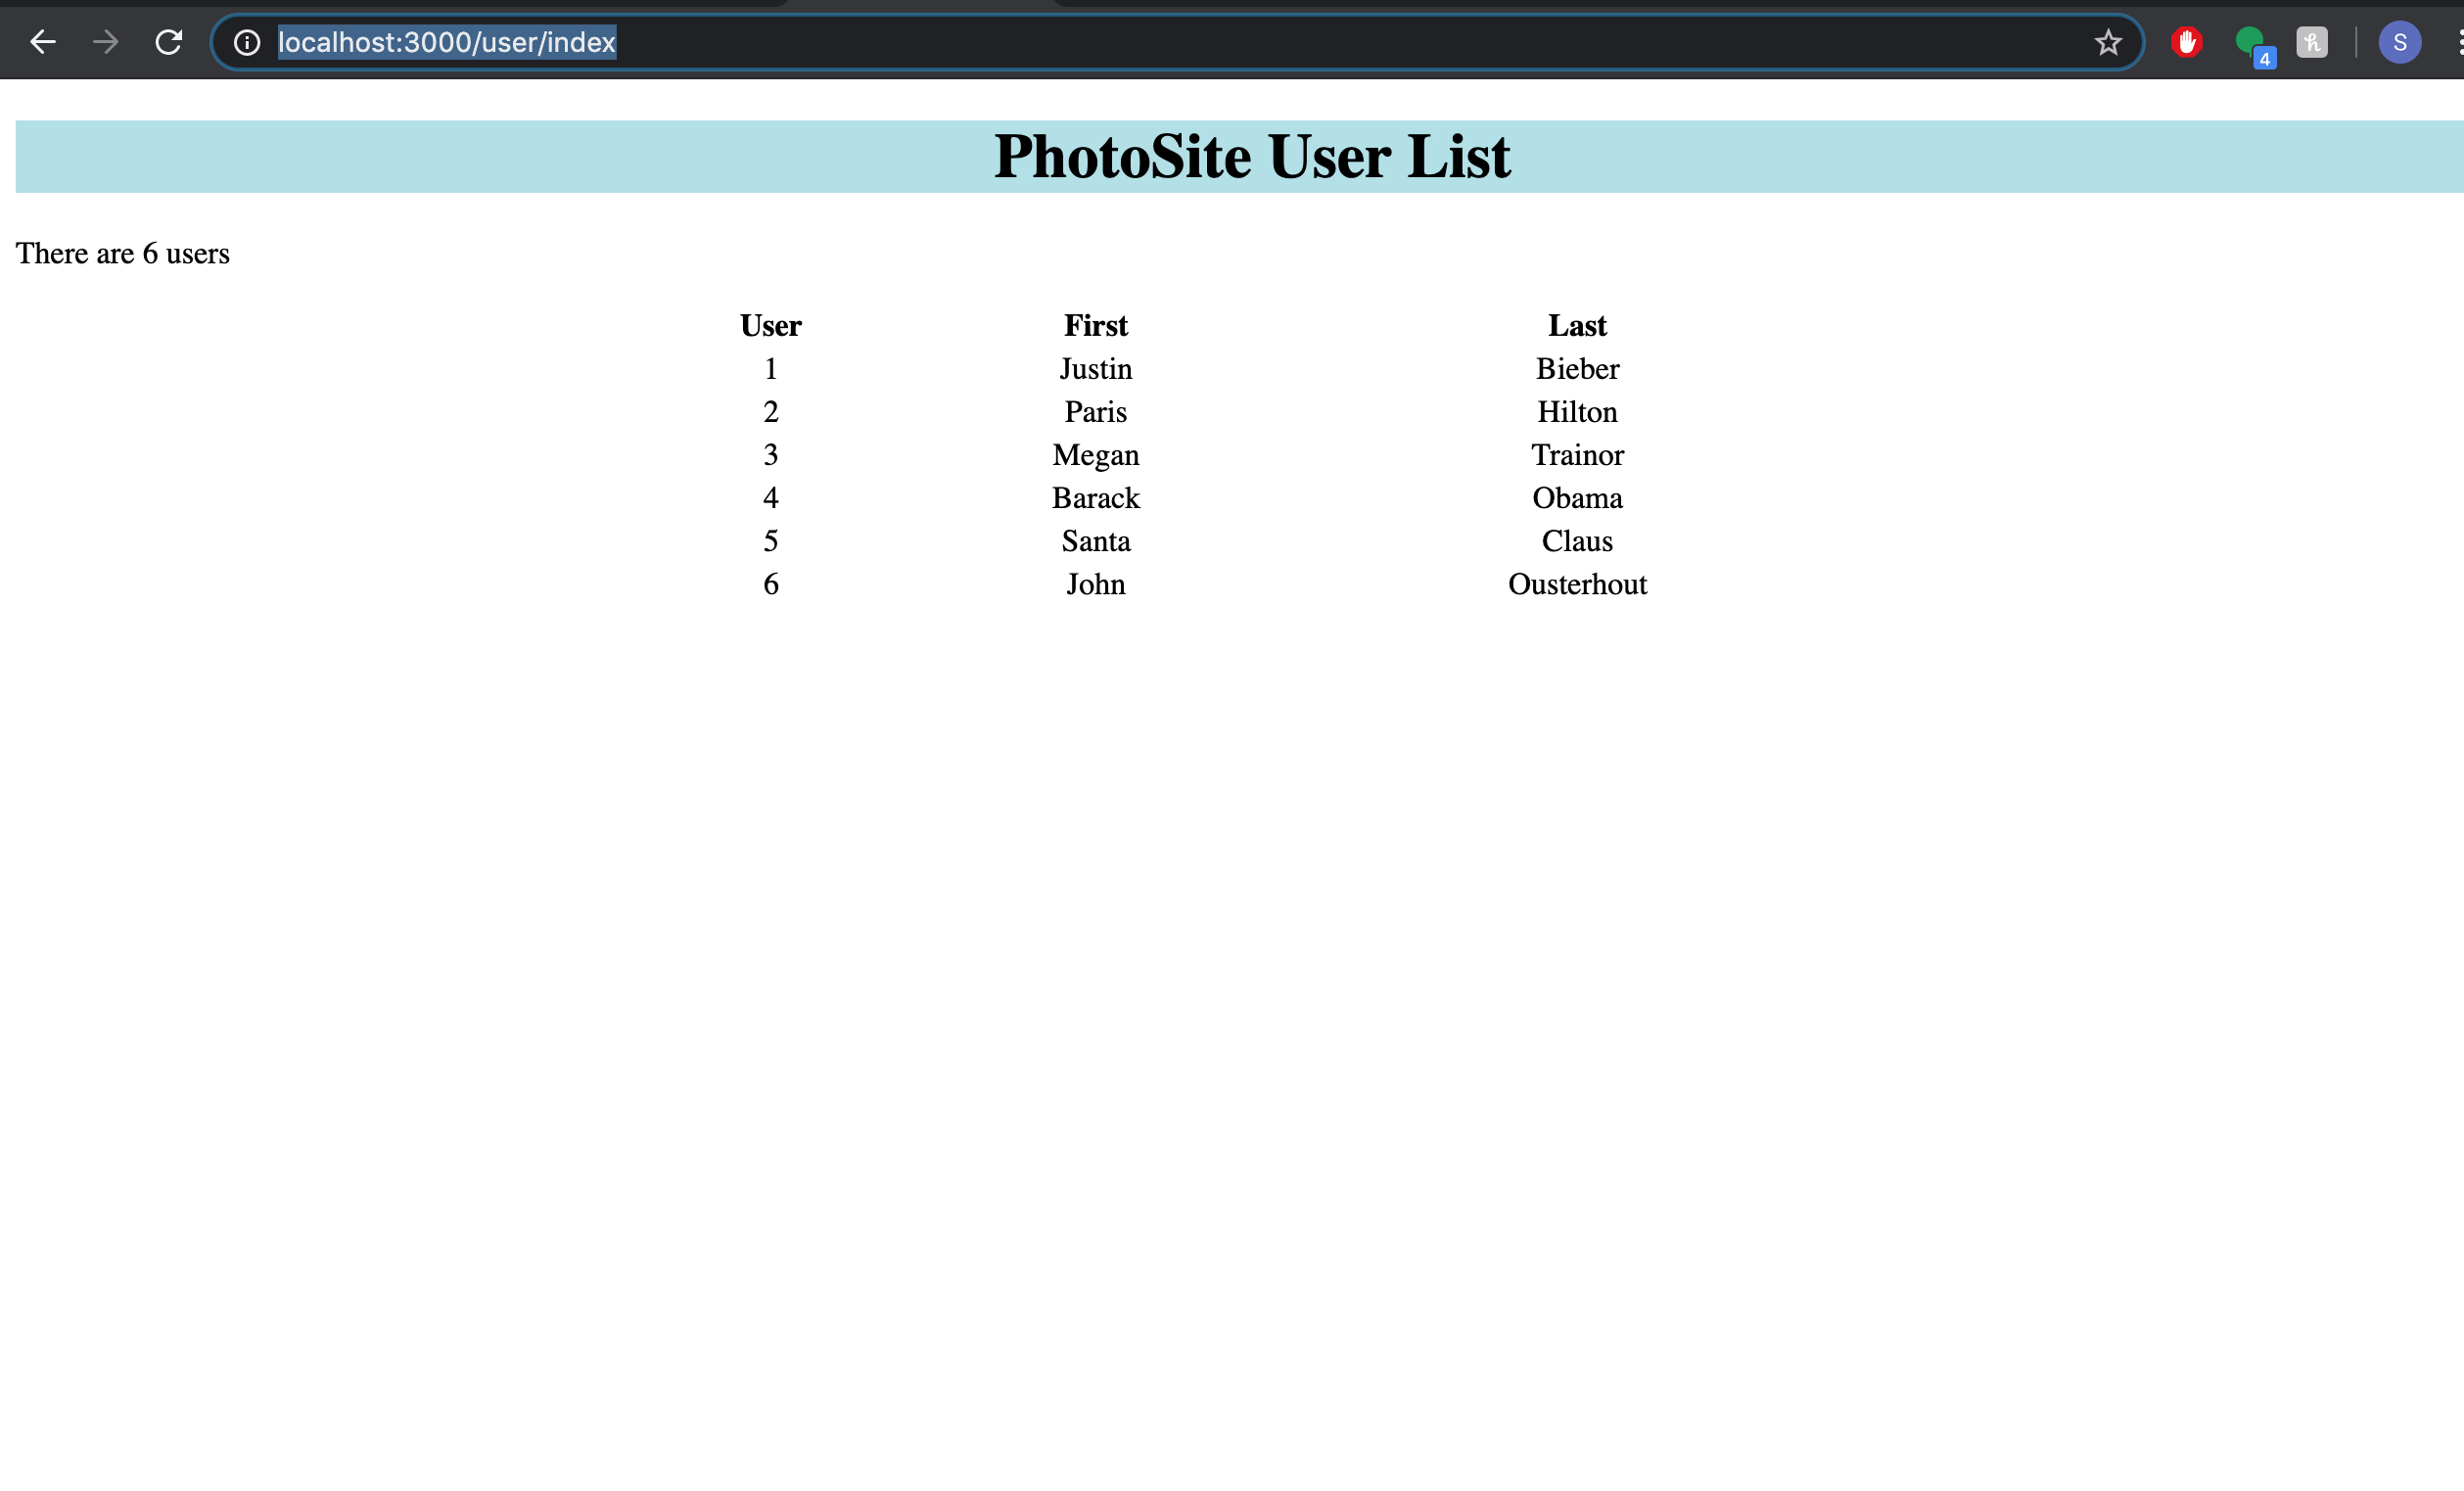 localhost:3000/user/index
4
S
PhotoSite User List
There are 6 users
User First Last
1 Justin Bieber
2 Paris Hilton
3 Megan Trainor
4 Barack Obama
5 Santa Claus
6 John Ousterhout